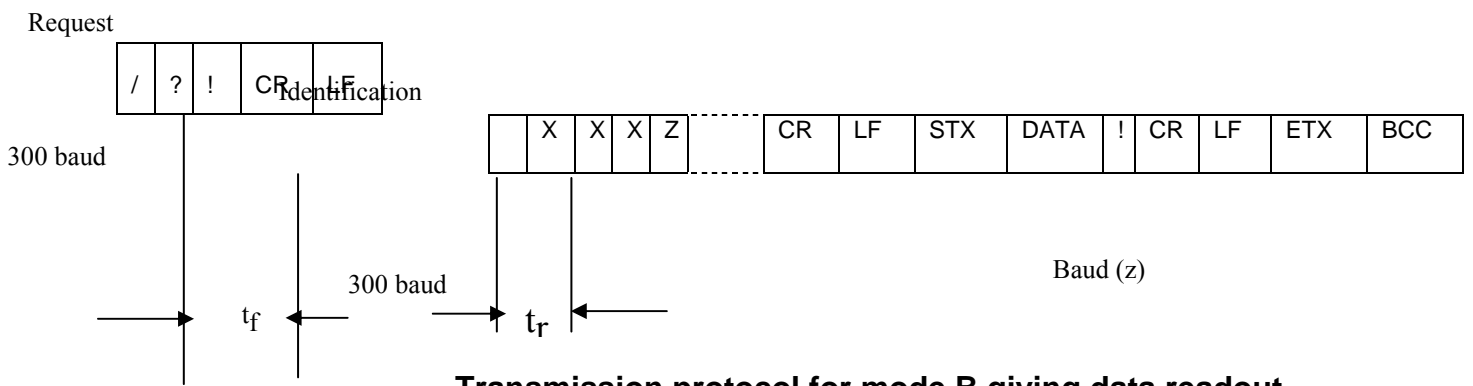 Request
/ ? ! CR LF
Identification
X X X Z CR LF STX DATA ! CR LF ETX BCC
300 baud
Baud (z)
300 baud
tf
tr
Transmission protocol for mode B giving data readout